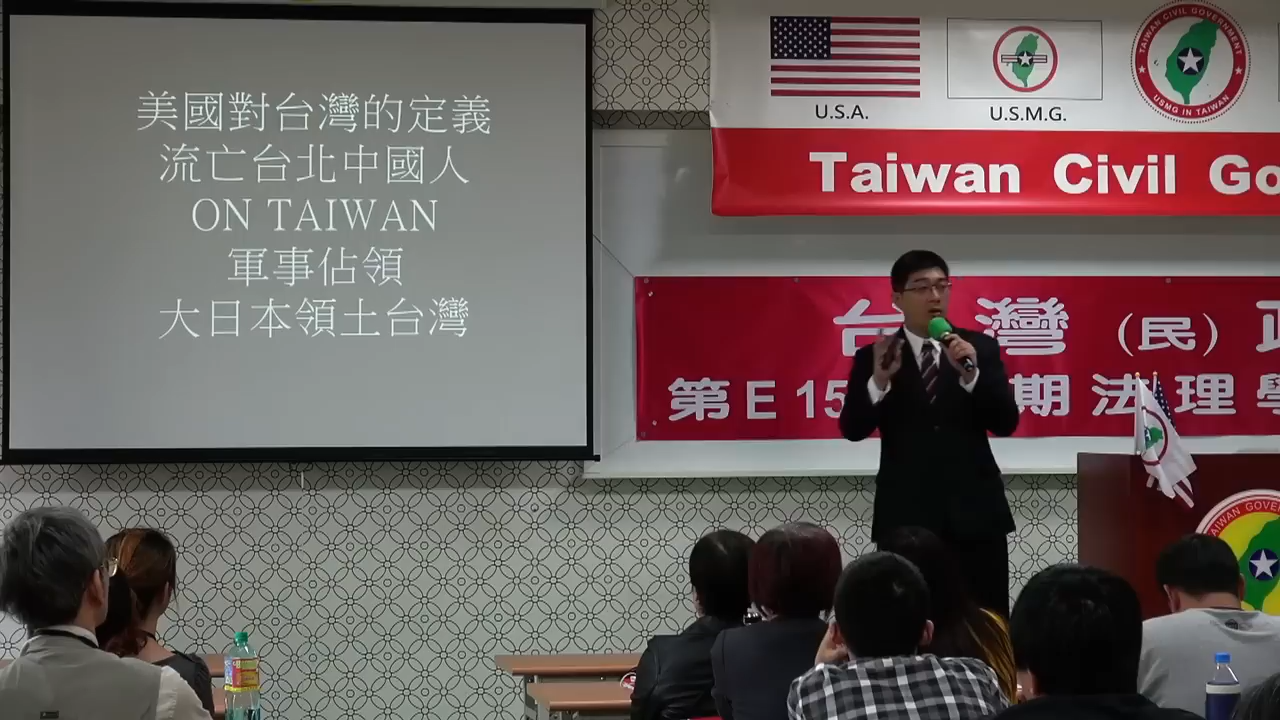 美國對台灣的定義
流亡台北中國人
ON TAIWAN
軍事佔領
大日本領土台灣
U.S.A.
U.S.M.G.
TAIWAN CIVIL GOVERNMENT
USMG IN TAIWAN
Taiwan Civil Go
台灣（民）政
第E 15 期法理學